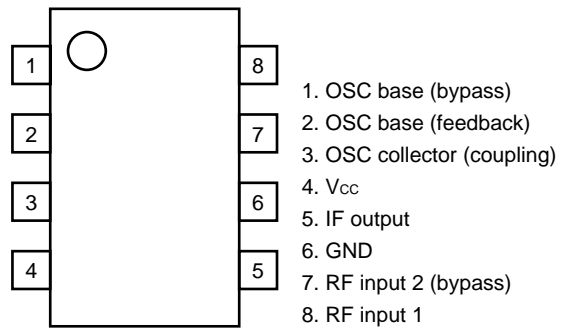 1
2
3
4
8
7
6
5
1. OSC base (bypass)
2. OSC base (feedback)
3. OSC collector (coupling)
4. Vcc
5. IF output
6. GND
7. RF input 2 (bypass)
8. RF input 1